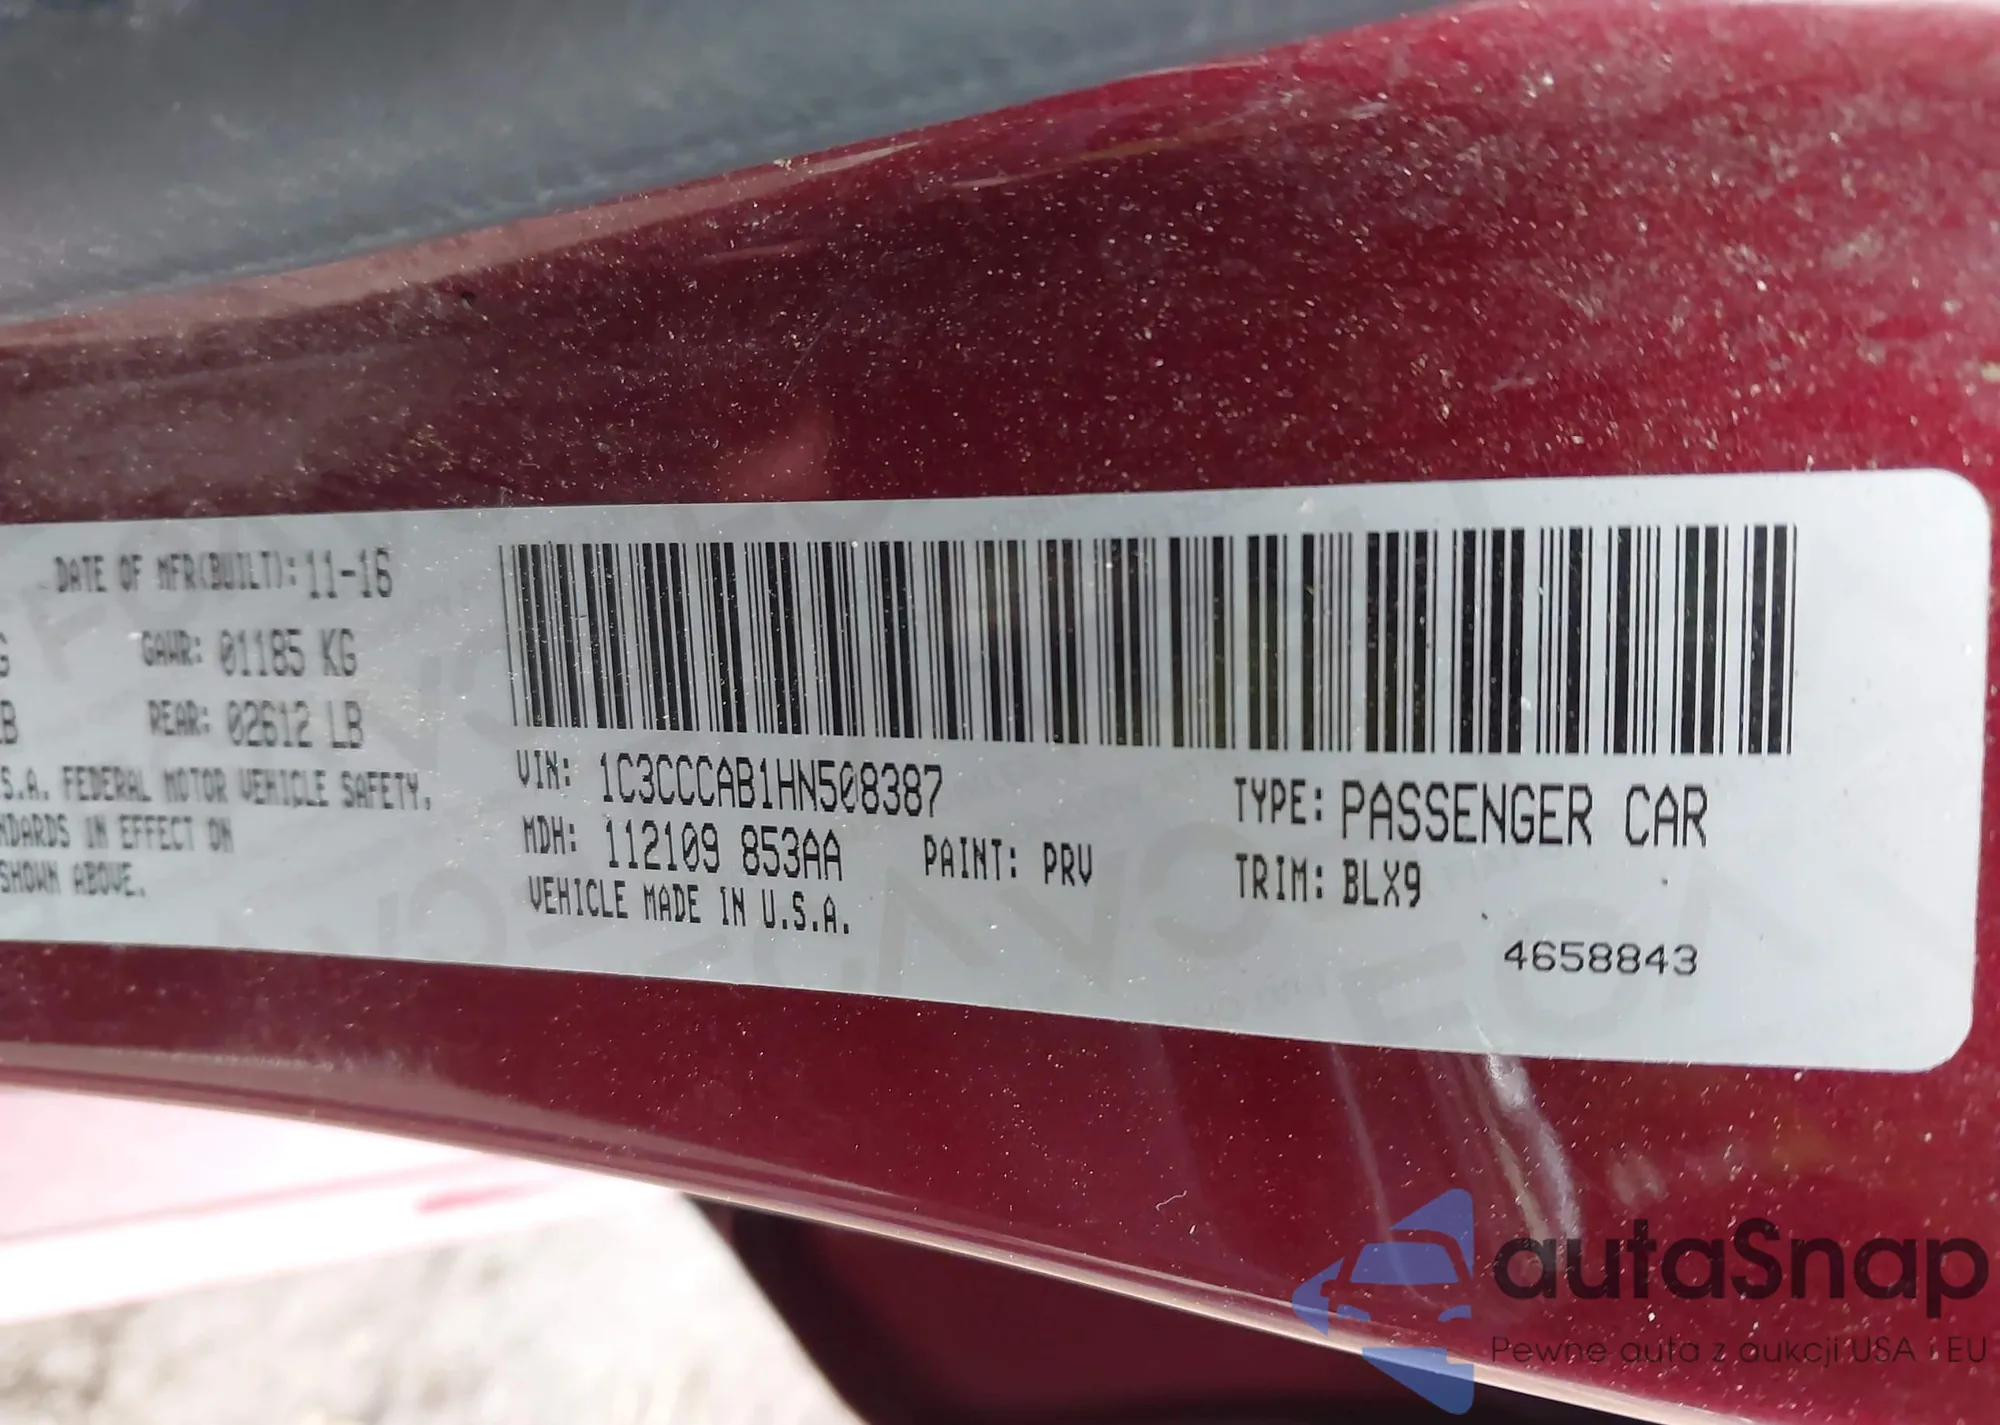 DATE OF MFR(BUILT): 11-16
G GAWR: 01185 KG
LB REAR: 02612 LB
S.A. FEDERAL MOTOR VEHICLE SAFETY,
NDARDS IN EFFECT ON
SHOWN ABOVE.
VIN: 1C3CCCAB1HN508387
TYPE: PASSENGER CAR
MDH: 112109 853AA PAINT: PRV
TRIM: BLX9
VEHICLE MADE IN U.S.A.
4658843
autaSnap
Pewne auta z aukcji USA i EU